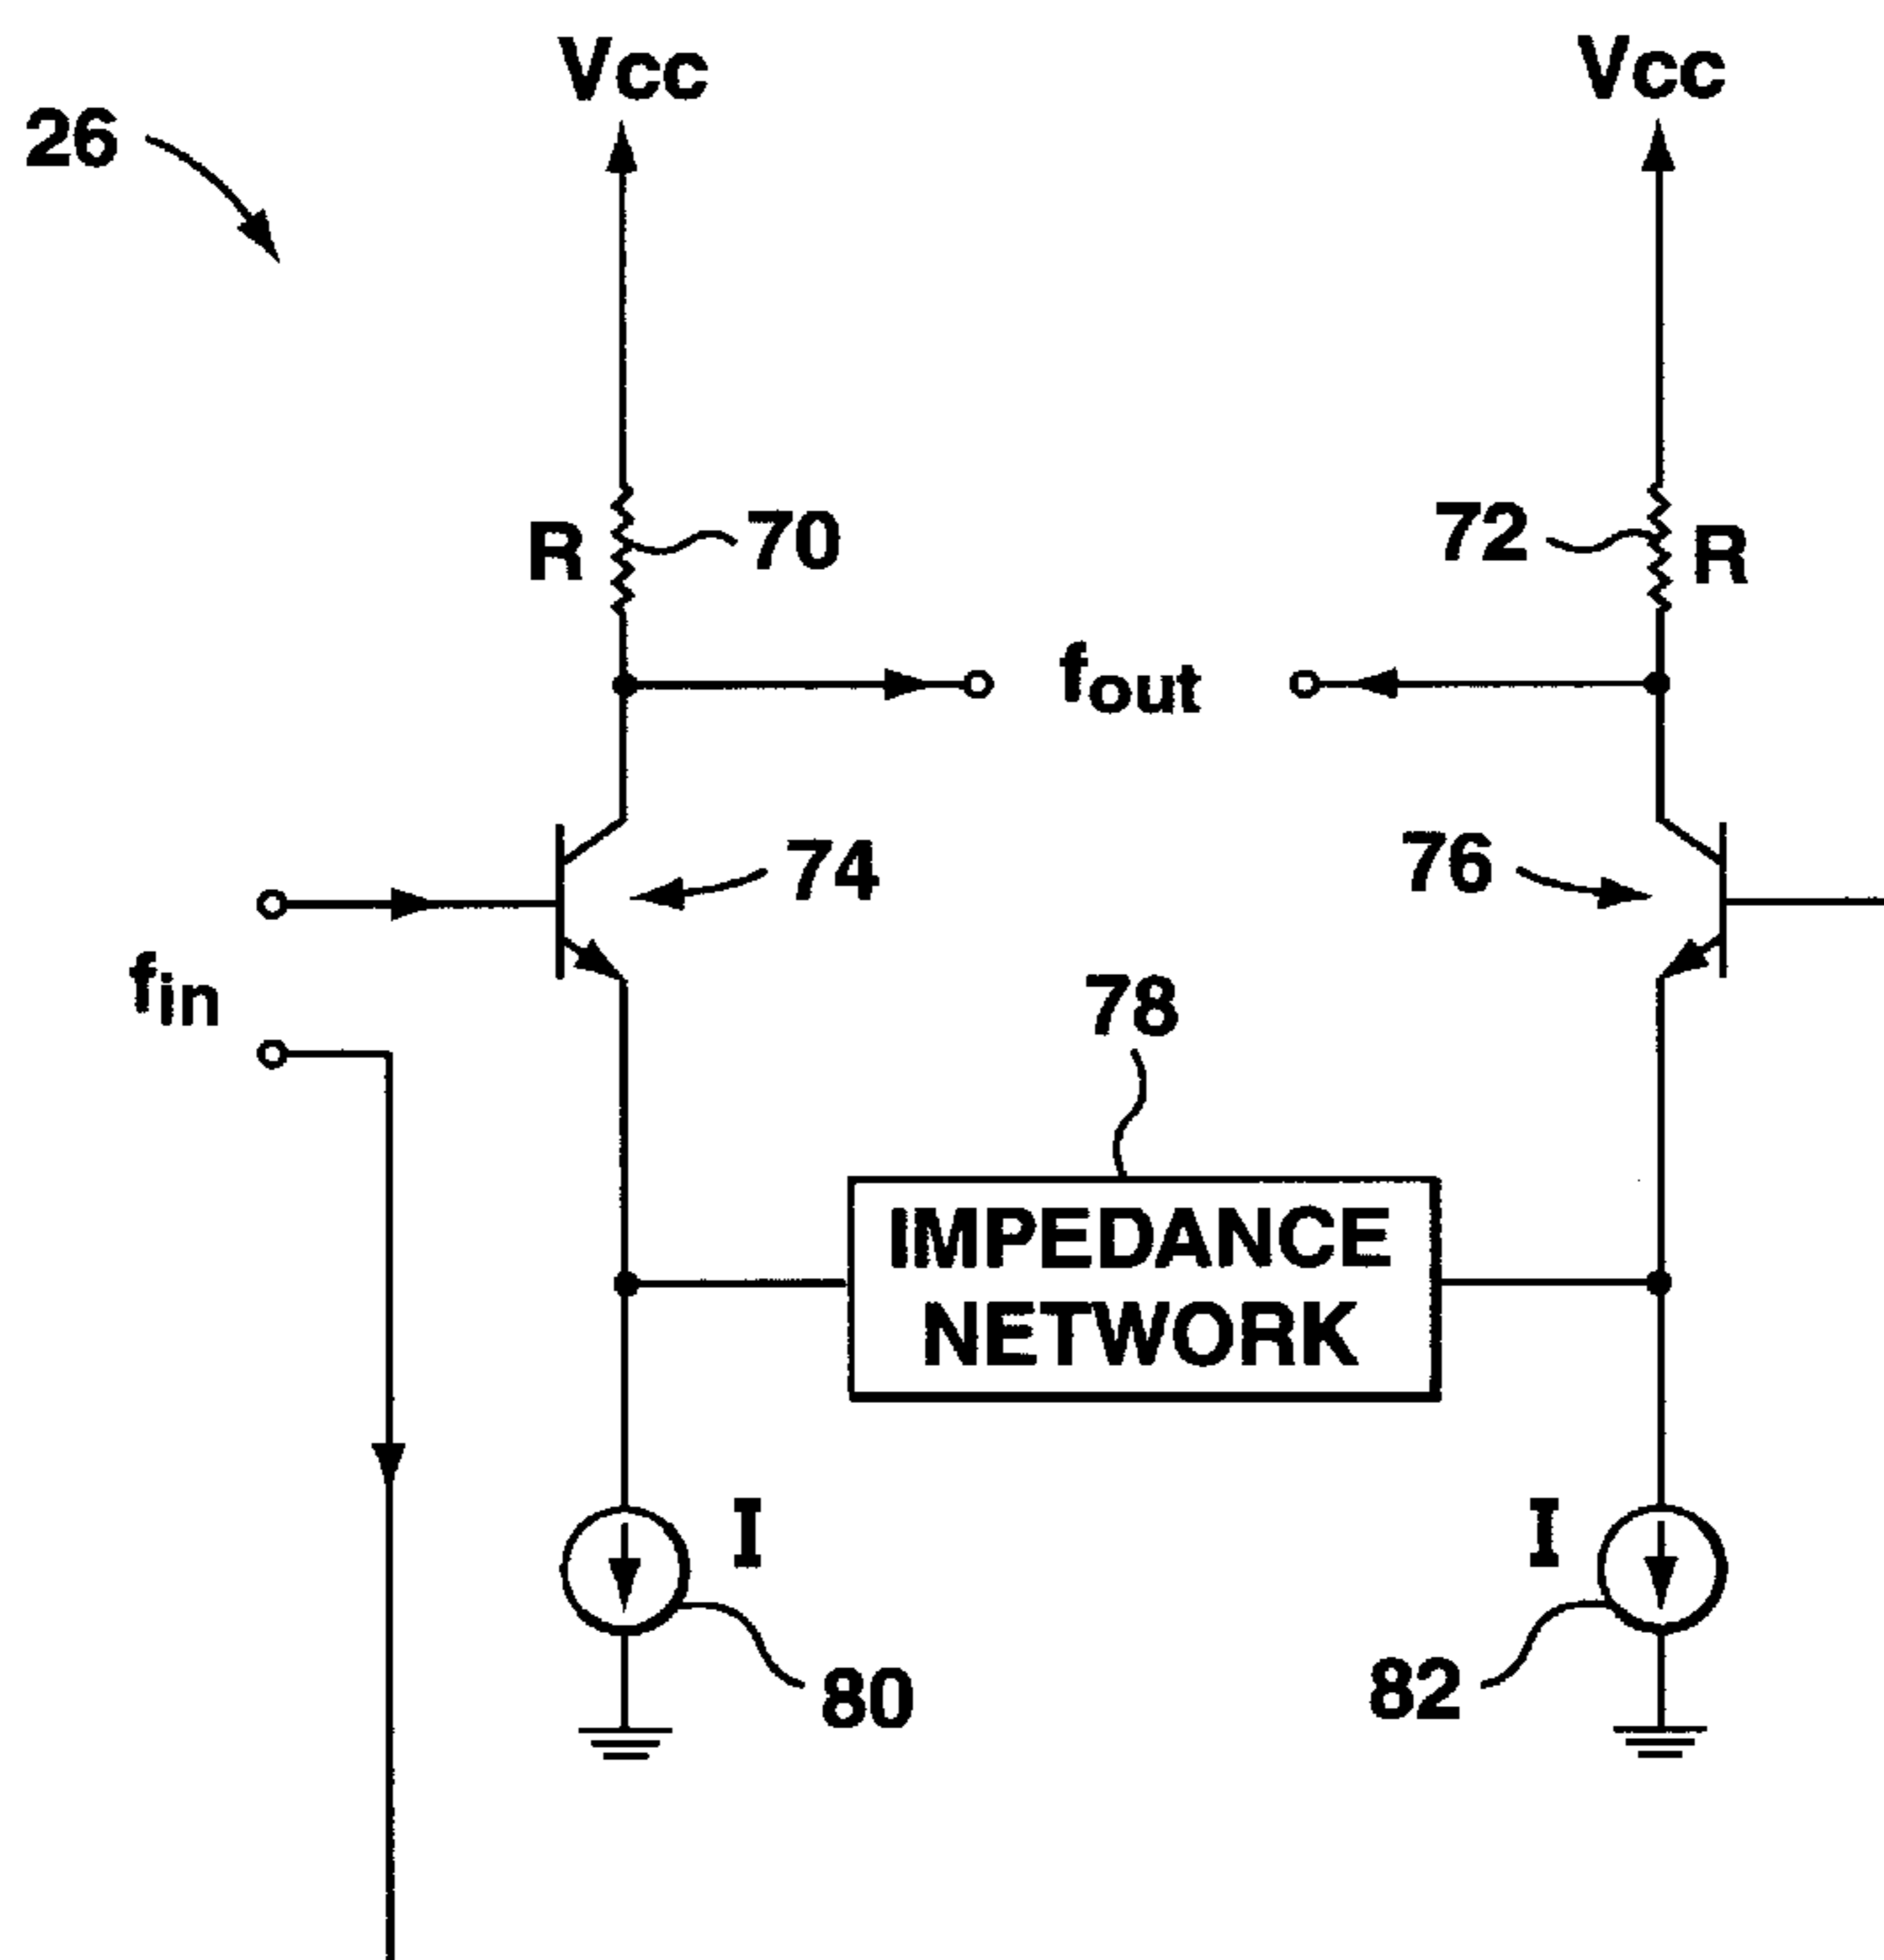 Vcc
Vcc
26
R
70
72
R
fout
74
76
fin
78
IMPEDANCE
NETWORK
I
I
80
82